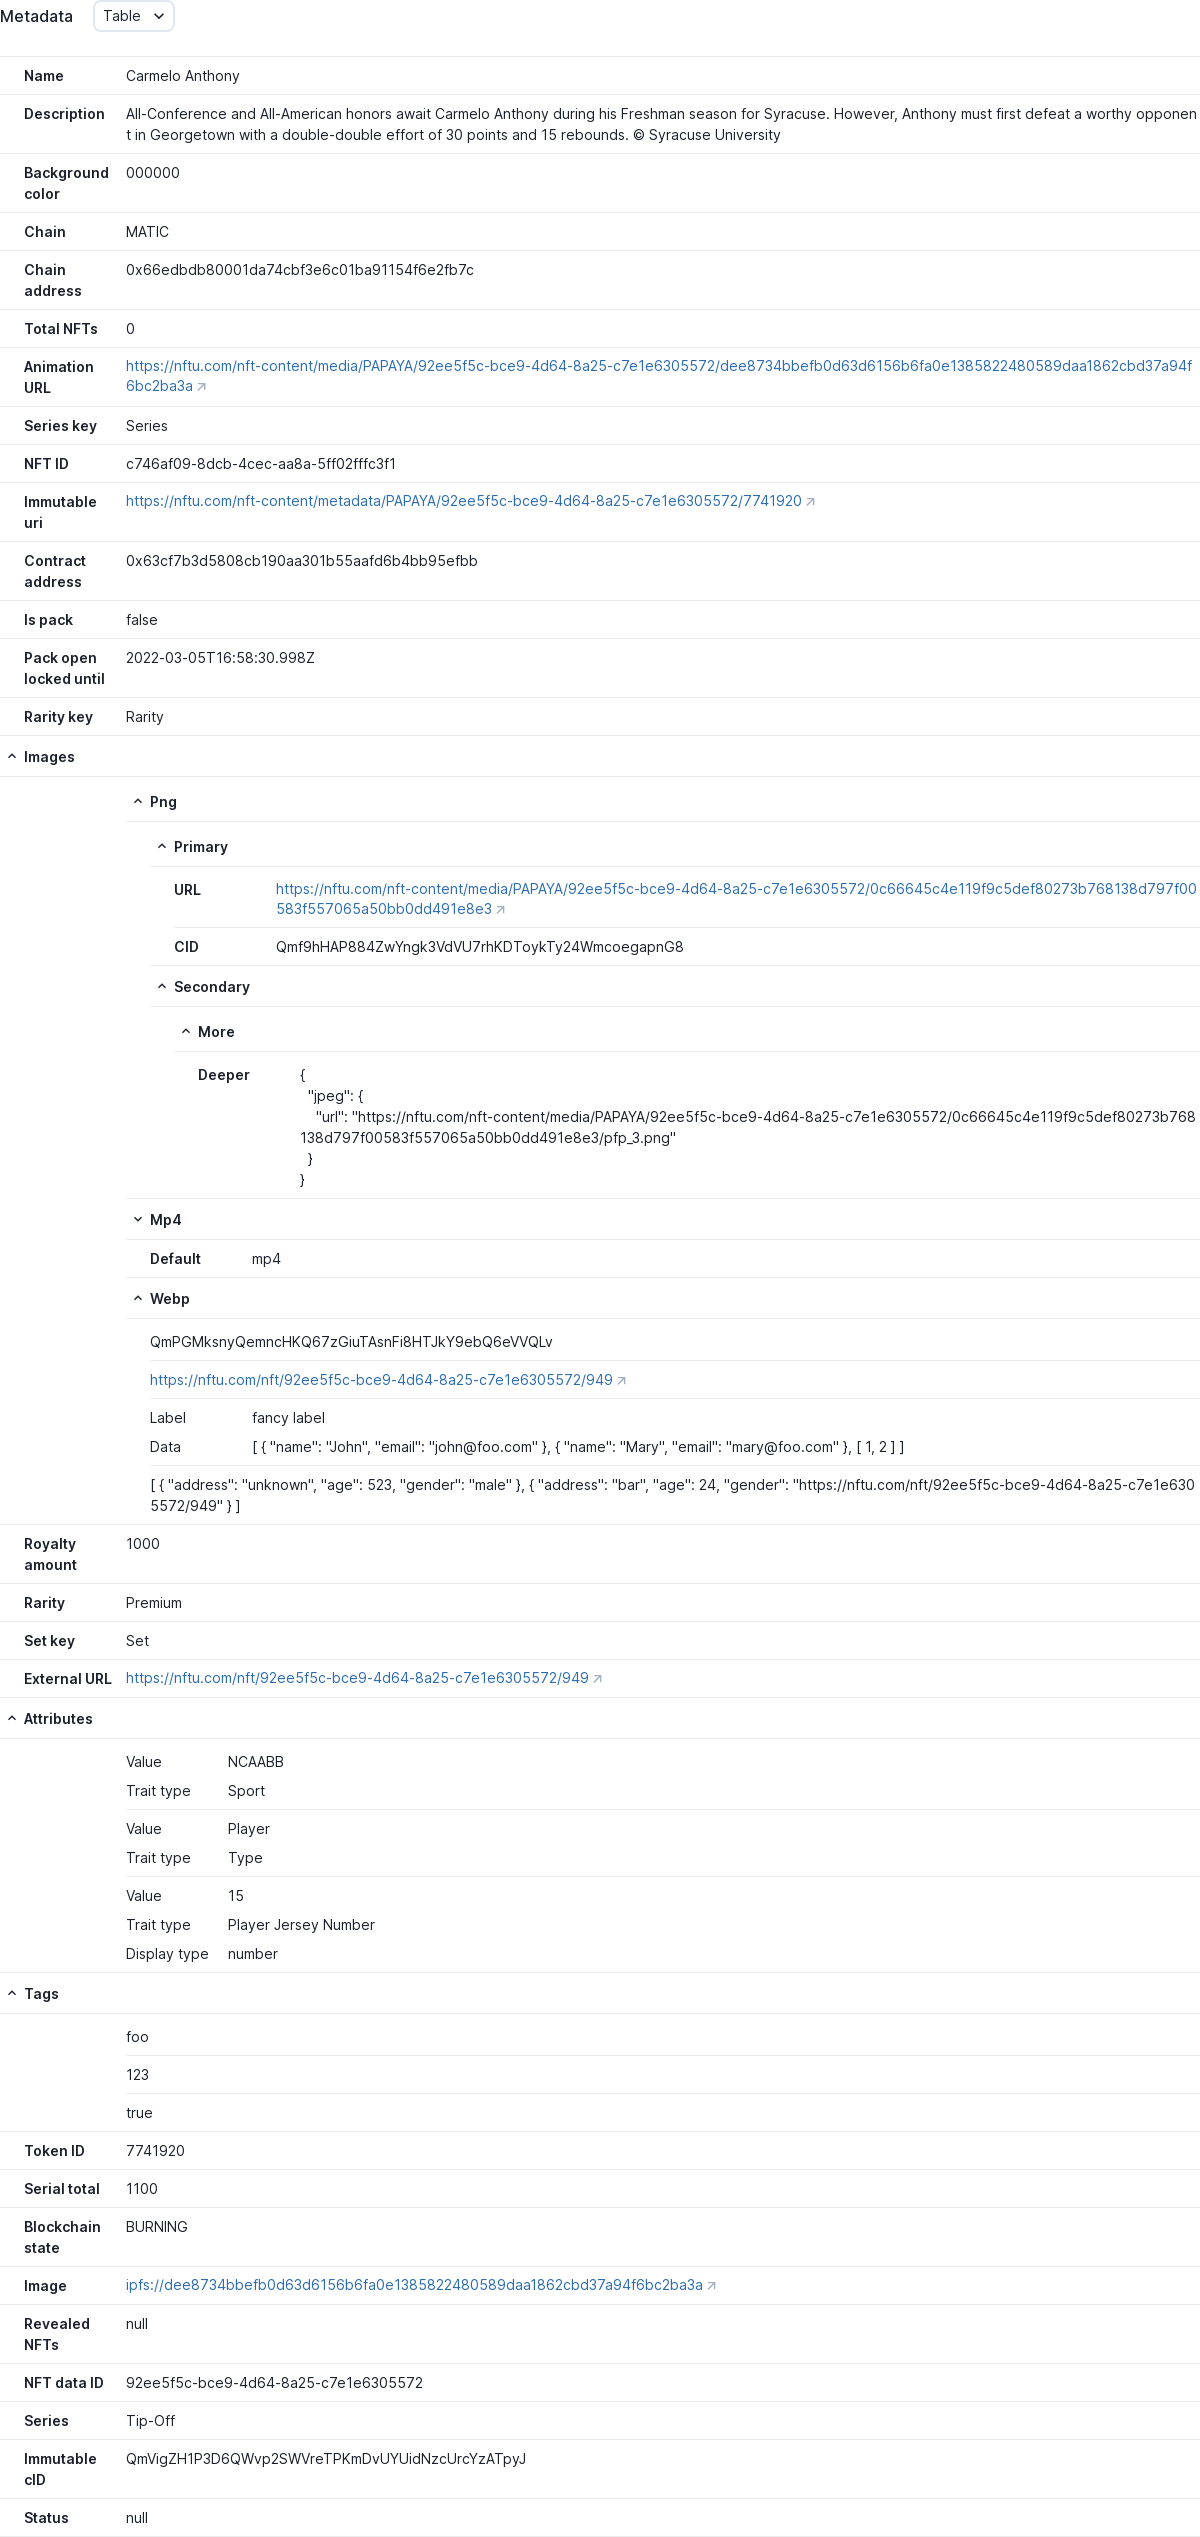 Metadata Table
Name Carmelo Anthony
Description All-Conference and All-American honors await Carmelo Anthony during his Freshman season for Syracuse. However, Anthony must first defeat a worthy opponen
t in Georgetown with a double-double effort of 30 points and 15 rebounds. © Syracuse University
Background 000000
color
Chain MATIC
Chain 0x66edbdb80001da74cbf3e6c01ba91154f6e2fb7c
address
Total NFTs 0
Animation https://nftu.com/nft-content/media/PAPAYA/92ee5f5c-bce9-4d64-8a25-c7e1e6305572/dee8734bbefb0d63d6156b6fa0e1385822480589daa1862cbd37a94f
URL 6bc2ba3a
Series key Series
NFT ID c746af09-8dcb-4cec-aa8a-5ff02fffc3f1
Immutable https://nftu.com/nft-content/metadata/PAPAYA/92ee5f5c-bce9-4d64-8a25-c7e1e6305572/7741920
uri
Contract 0x63cf7b3d5808cb190aa301b55aafd6b4bb95efbb
address
Is pack false
Pack open 2022-03-05T16:58:30.998Z
locked until
Rarity key Rarity
Images
Png
Primary
URL https://nftu.com/nft-content/media/PAPAYA/92ee5f5c-bce9-4d64-8a25-c7e1e6305572/0c66645c4e119f9c5def80273b768138d797f00
583f557065a50bb0dd491e8e3
CID Qmf9hHAP884ZwYngk3VdVU7rhKDToykTy24WmcoegapnG8
Secondary
More
Deeper {
"jpeg": {
"url": "https://nftu.com/nft-content/media/PAPAYA/92ee5f5c-bce9-4d64-8a25-c7e1e6305572/0c66645c4e119f9c5def80273b768
138d797f00583f557065a50bb0dd491e8e3/pfp_3.png"
}
}
Mp4
Default mp4
Webp
QmPGMksnyQemncHKQ67zGiuTAsnFi8HTJkY9ebQ6eVVQLv
https://nftu.com/nft/92ee5f5c-bce9-4d64-8a25-c7e1e6305572/949
Label fancy label
Data [ { "name": "John", "email": "john@foo.com" }, { "name": "Mary", "email": "mary@foo.com" }, [ 1, 2 ] ]
[ { "address": "unknown", "age": 523, "gender": "male" }, { "address": "bar", "age": 24, "gender": "https://nftu.com/nft/92ee5f5c-bce9-4d64-8a25-c7e1e630
5572/949" } ]
Royalty 1000
amount
Rarity Premium
Set key Set
External URL https://nftu.com/nft/92ee5f5c-bce9-4d64-8a25-c7e1e6305572/949
Attributes
Value NCAABB
Trait type Sport
Value Player
Trait type Type
Value 15
Trait type Player Jersey Number
Display type number
Tags
foo
123
true
Token ID 7741920
Serial total 1100
Blockchain BURNING
state
Image ipfs://dee8734bbefb0d63d6156b6fa0e1385822480589daa1862cbd37a94f6bc2ba3a
Revealed null
NFTs
NFT data ID 92ee5f5c-bce9-4d64-8a25-c7e1e6305572
Series Tip-Off
Immutable QmVigZH1P3D6QWvp2SWVreTPKmDvUYUidNzcUrcYzATpyJ
cID
Status null